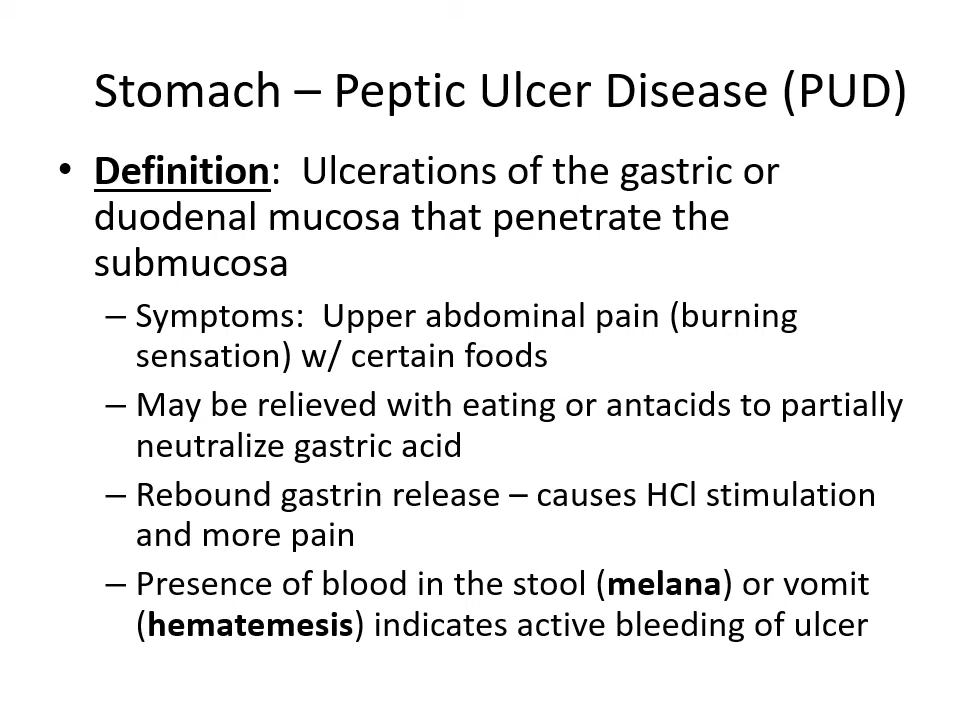 Stomach – Peptic Ulcer Disease (PUD)
• Definition:  Ulcerations of the gastric or
duodenal mucosa that penetrate the
submucosa
– Symptoms:  Upper abdominal pain (burning
sensation) w/ certain foods
– May be relieved with eating or antacids to partially
neutralize gastric acid
– Rebound gastrin release – causes HCl stimulation
and more pain
– Presence of blood in the stool (melana) or vomit
(hematemesis) indicates active bleeding of ulcer